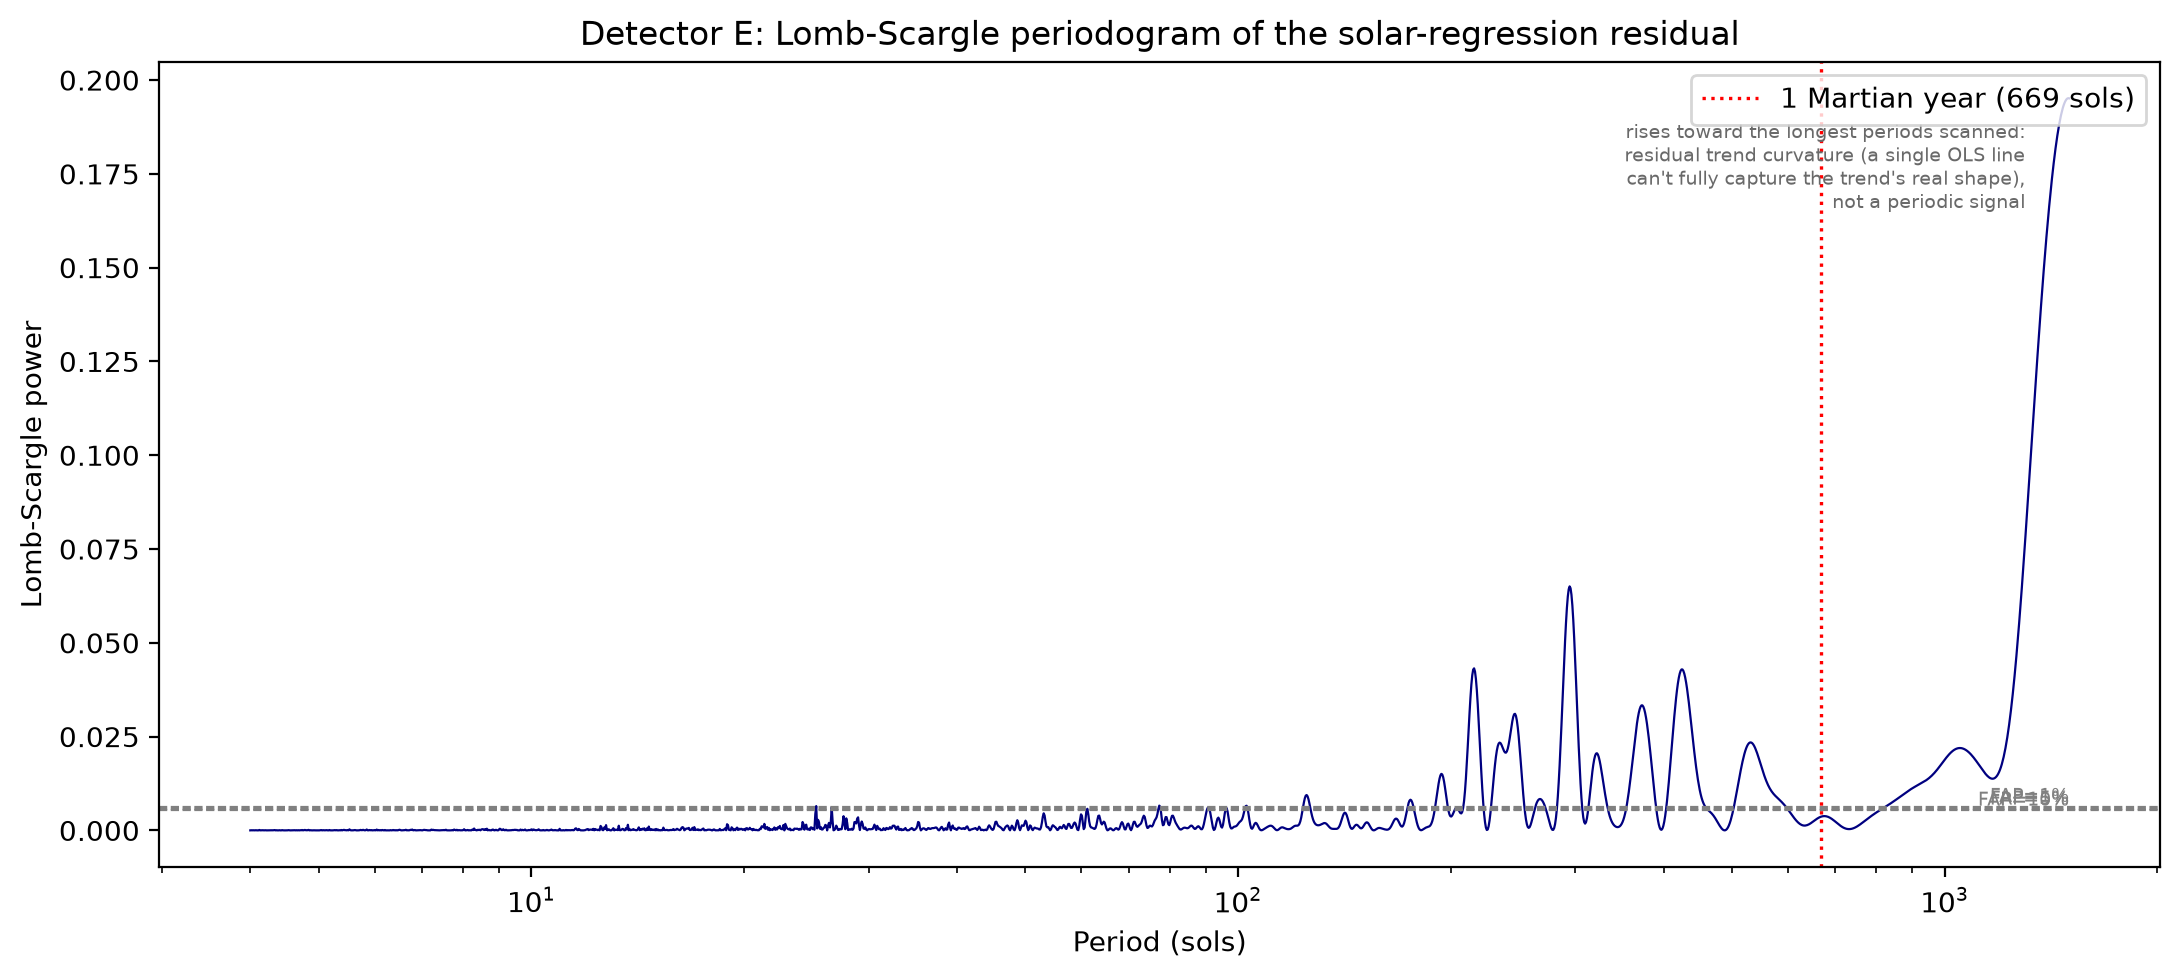 Detector E: Lomb-Scargle periodogram of the solar-regression residual
0.200
0.175
0.150
0.125
0.100
0.075
0.050
0.025
0.000
Lomb-Scargle power
1 Martian year (669 sols)
rises toward the longest periods scanned:
residual trend curvature (a single OLS line
can't fully capture the trend's real shape),
not a periodic signal
10¹
10²
10³
Period (sols)